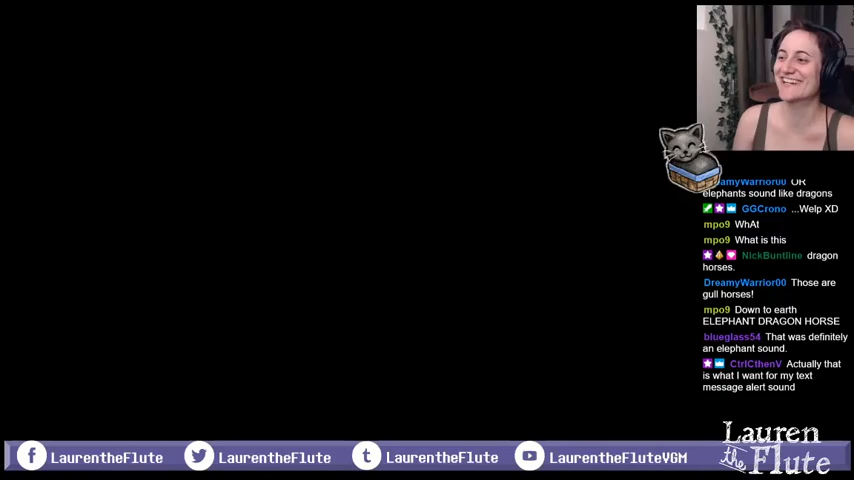 DreamyWarrior00 OR
elephants sound like dragons
GGCrono ...Welp XD
mpo9 WhAt
mpo9 What is this
NickBuntline dragon
horses.
DreamyWarrior00 Those are
gull horses!
mpo9 Down to earth
ELEPHANT DRAGON HORSE
blueglass54 That was definitely
an elephant sound.
CtrlCthenV Actually that
is what I want for my text
message alert sound
Lauren
the Flute
LaurentheFlute LaurentheFlute LaurentheFlute LaurentheFluteVGM